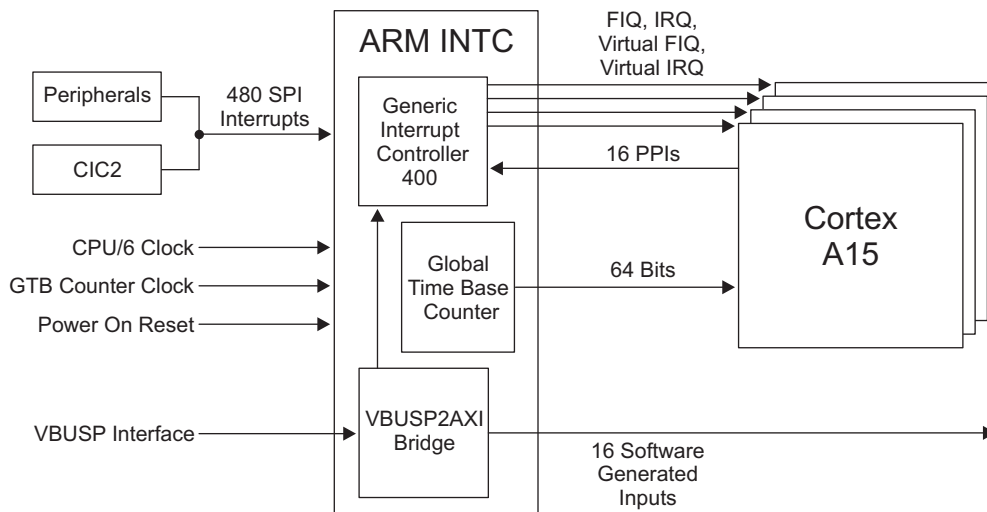 ARM INTC
FIQ, IRQ,
Virtual FIQ,
Virtual IRQ
Peripherals
480 SPI
Interrupts
CIC2
Generic
Interrupt
Controller
400
16 PPIs
Cortex
A15
CPU/6 Clock
GTB Counter Clock
Power On Reset
Global
Time Base
Counter
64 Bits
VBUSP Interface
VBUSP2AXI
Bridge
16 Software
Generated
Inputs